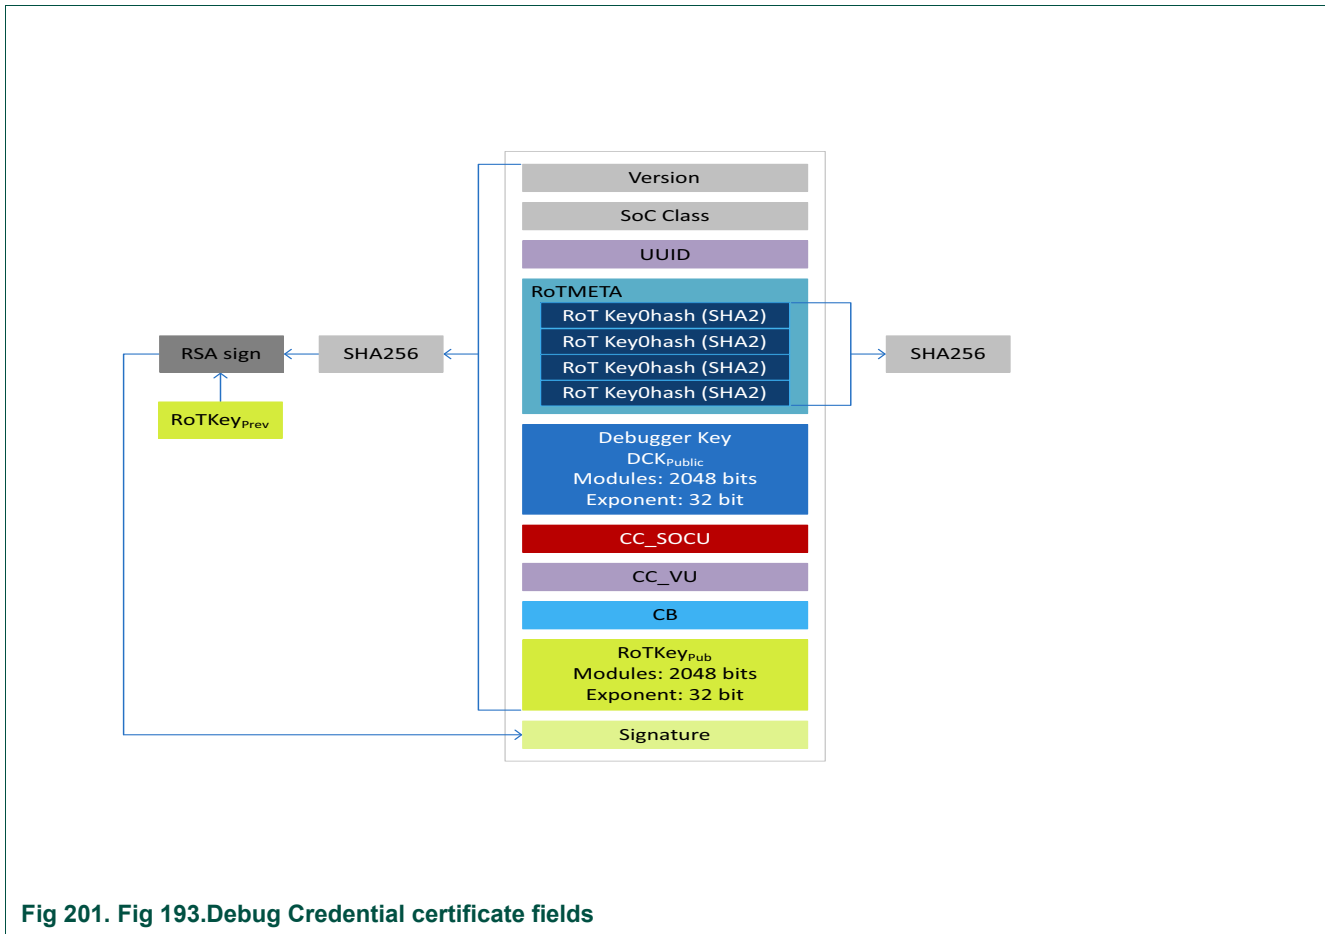 Version
SoC Class
UUID
RoTMETA
RoT Key0hash (SHA2)
RoT Key0hash (SHA2)
RoT Key0hash (SHA2)
RoT Key0hash (SHA2)
RSA sign
SHA256
SHA256
RoTKeyPrev
Debugger Key
DCKPublic
Modules: 2048 bits
Exponent: 32 bit
CC_SOCU
CC_VU
CB
RoTKeyPub
Modules: 2048 bits
Exponent: 32 bit
Signature
Fig 201. Fig 193.Debug Credential certificate fields